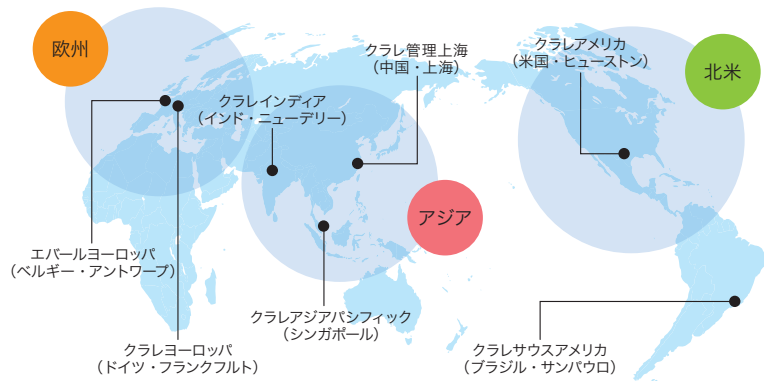 欧州
クラレ管理上海
（中国・上海）
クラレアメリカ
（米国・ヒューストン）
北米
クラレインディア
（インド・ニューデリー）
アジア
エバールヨーロッパ
（ベルギー・アントワープ）
クラレアジアパシフィック
（シンガポール）
クラレヨーロッパ
（ドイツ・フランクフルト）
クラレサウスアメリカ
（ブラジル・サンパウロ）